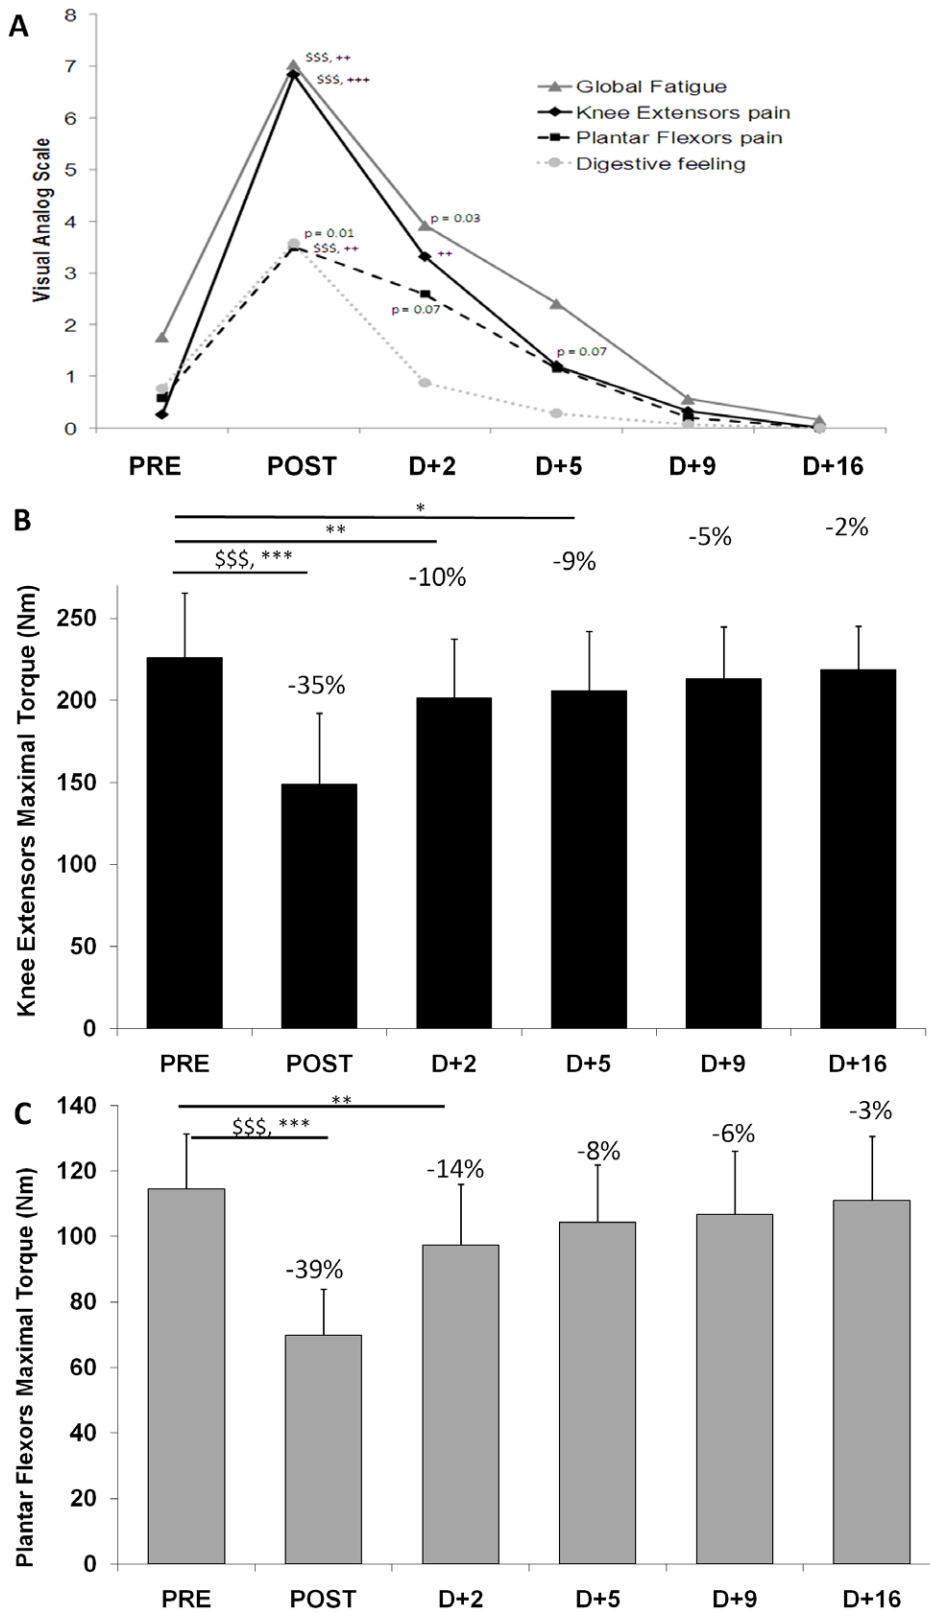 A
Visual Analog Scale
8
7
6
5
4
3
2
1
0
$$$, ++
$$$, +++
Global Fatigue
Knee Extensors pain
Plantar Flexors pain
Digestive feeling
p = 0.03
p = 0.01
$$$, ++
++
p = 0.07
p = 0.07
PRE POST D+2 D+5 D+9 D+16
B
Knee Extensors Maximal Torque (Nm)
*
**
$$$, ***
-35%
-10%
-9%
-5%
-2%
250
200
150
100
50
0
PRE POST D+2 D+5 D+9 D+16
C
Plantar Flexors Maximal Torque (Nm)
**
$$$, ***
-39%
-14%
-8%
-6%
-3%
140
120
100
80
60
40
20
0
PRE POST D+2 D+5 D+9 D+16